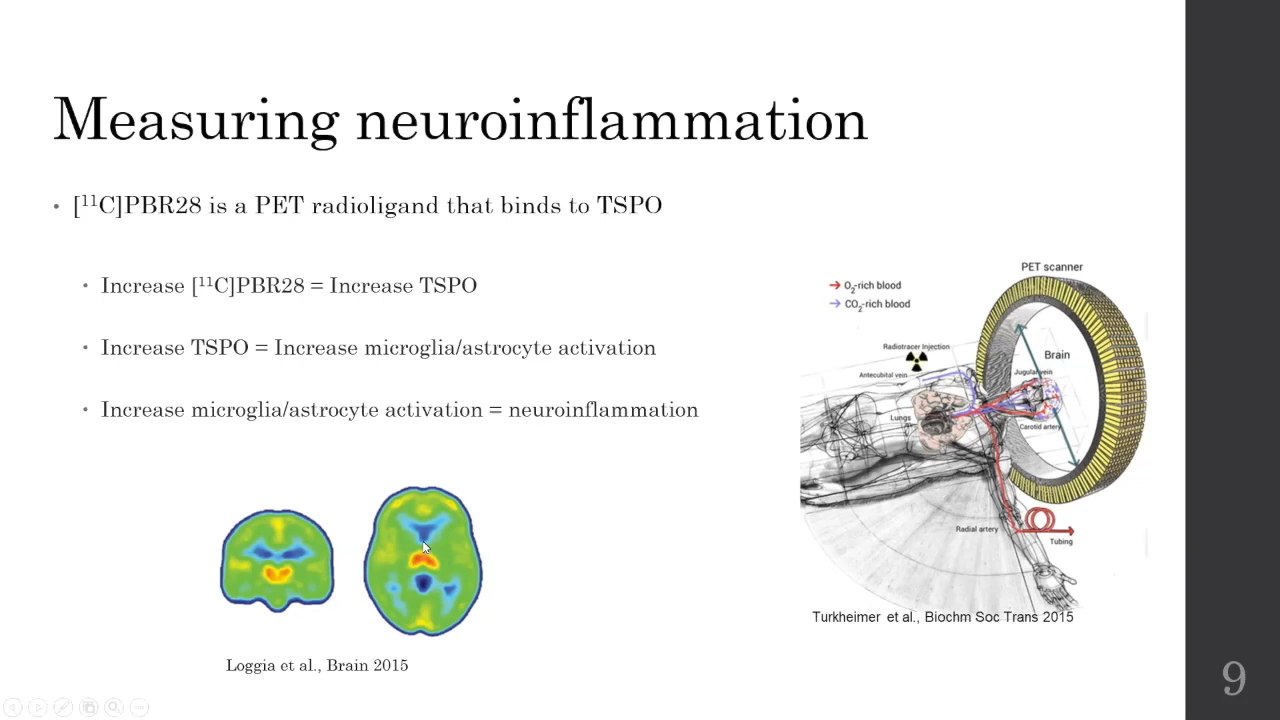 Measuring neuroinflammation
• [¹¹C]PBR28 is a PET radioligand that binds to TSPO
• Increase [¹¹C]PBR28 = Increase TSPO
• Increase TSPO = Increase microglia/astrocyte activation
• Increase microglia/astrocyte activation = neuroinflammation
Loggia et al., Brain 2015
PET scanner
O₂-rich blood
CO₂-rich blood
Radiotracer Injection
Brain
Antecubital vein
Jugular vein
Lungs
Carotid artery
Radial artery
Tubing
Turkheimer et al., Biochm Soc Trans 2015
9